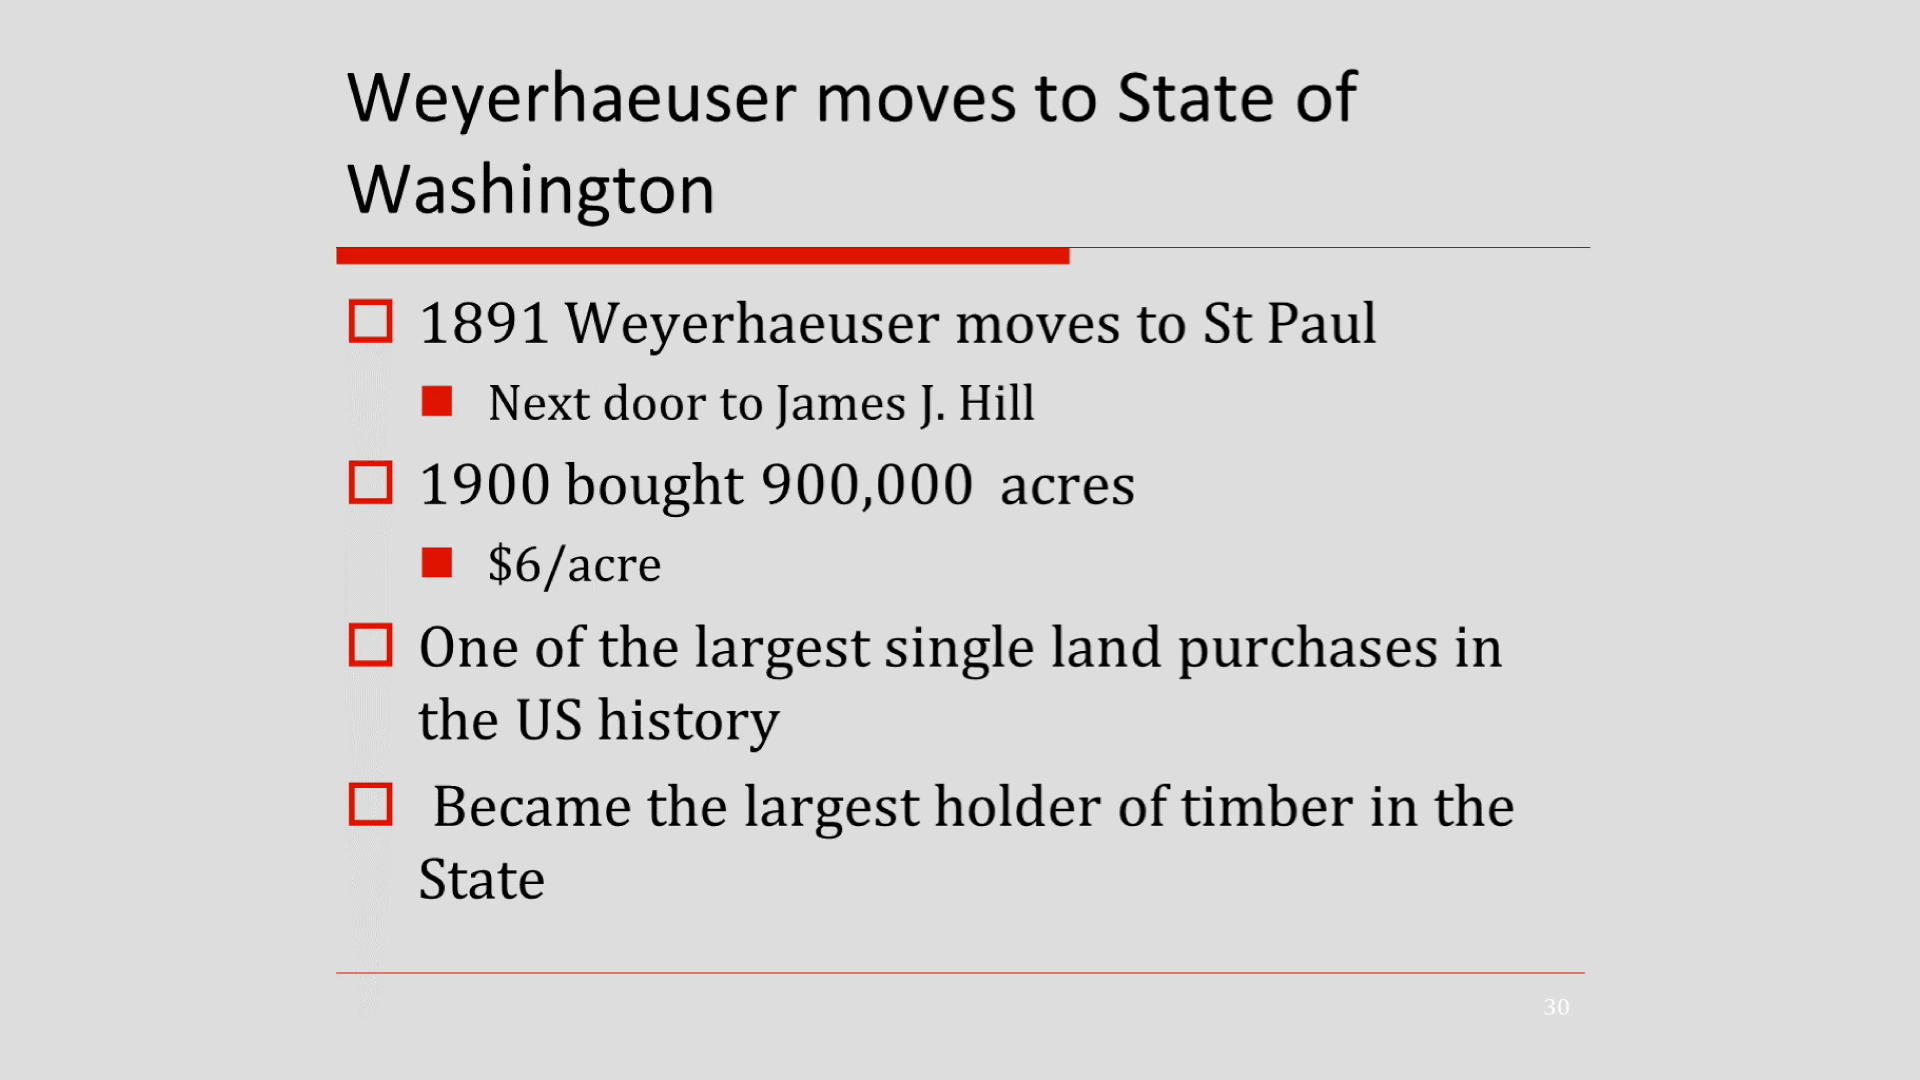 Weyerhaeuser moves to State of
Washington
1891 Weyerhaeuser moves to St Paul
Next door to James J. Hill
1900 bought 900,000  acres
$6/acre
One of the largest single land purchases in
the US history
Became the largest holder of timber in the
State
30